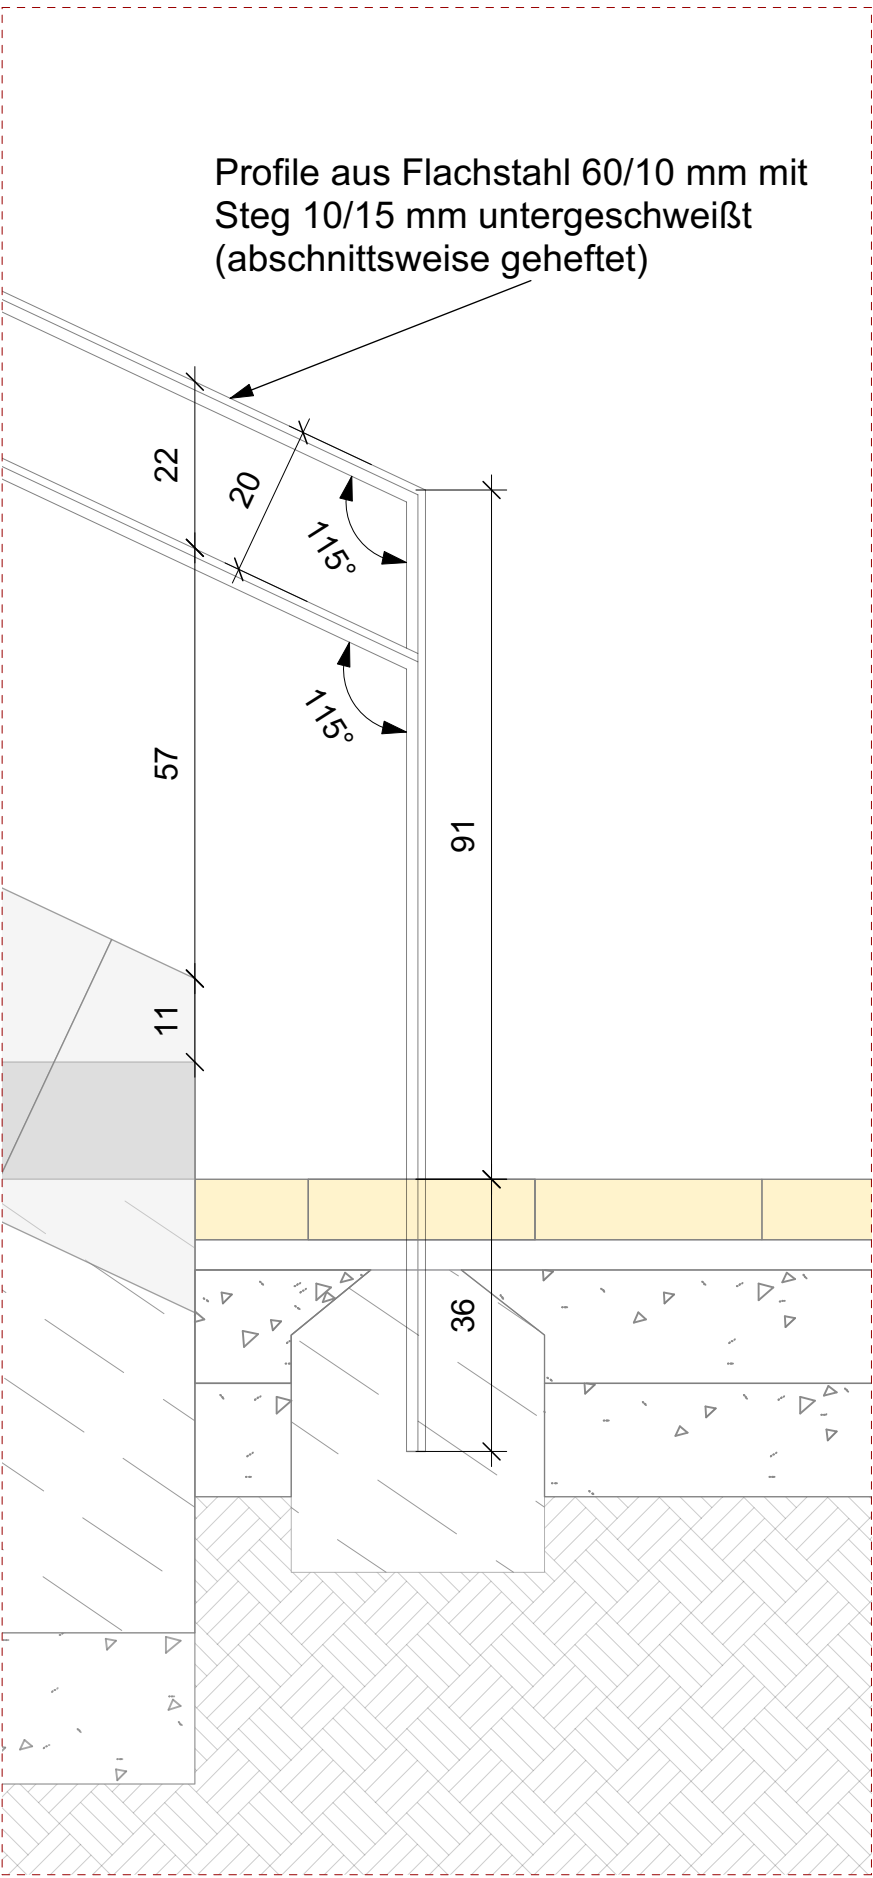 Profile aus Flachstahl 60/10 mm mit
Steg 10/15 mm untergeschweißt
(abschnittsweise geheftet)
22
20
115°
115°
57
91
11
36